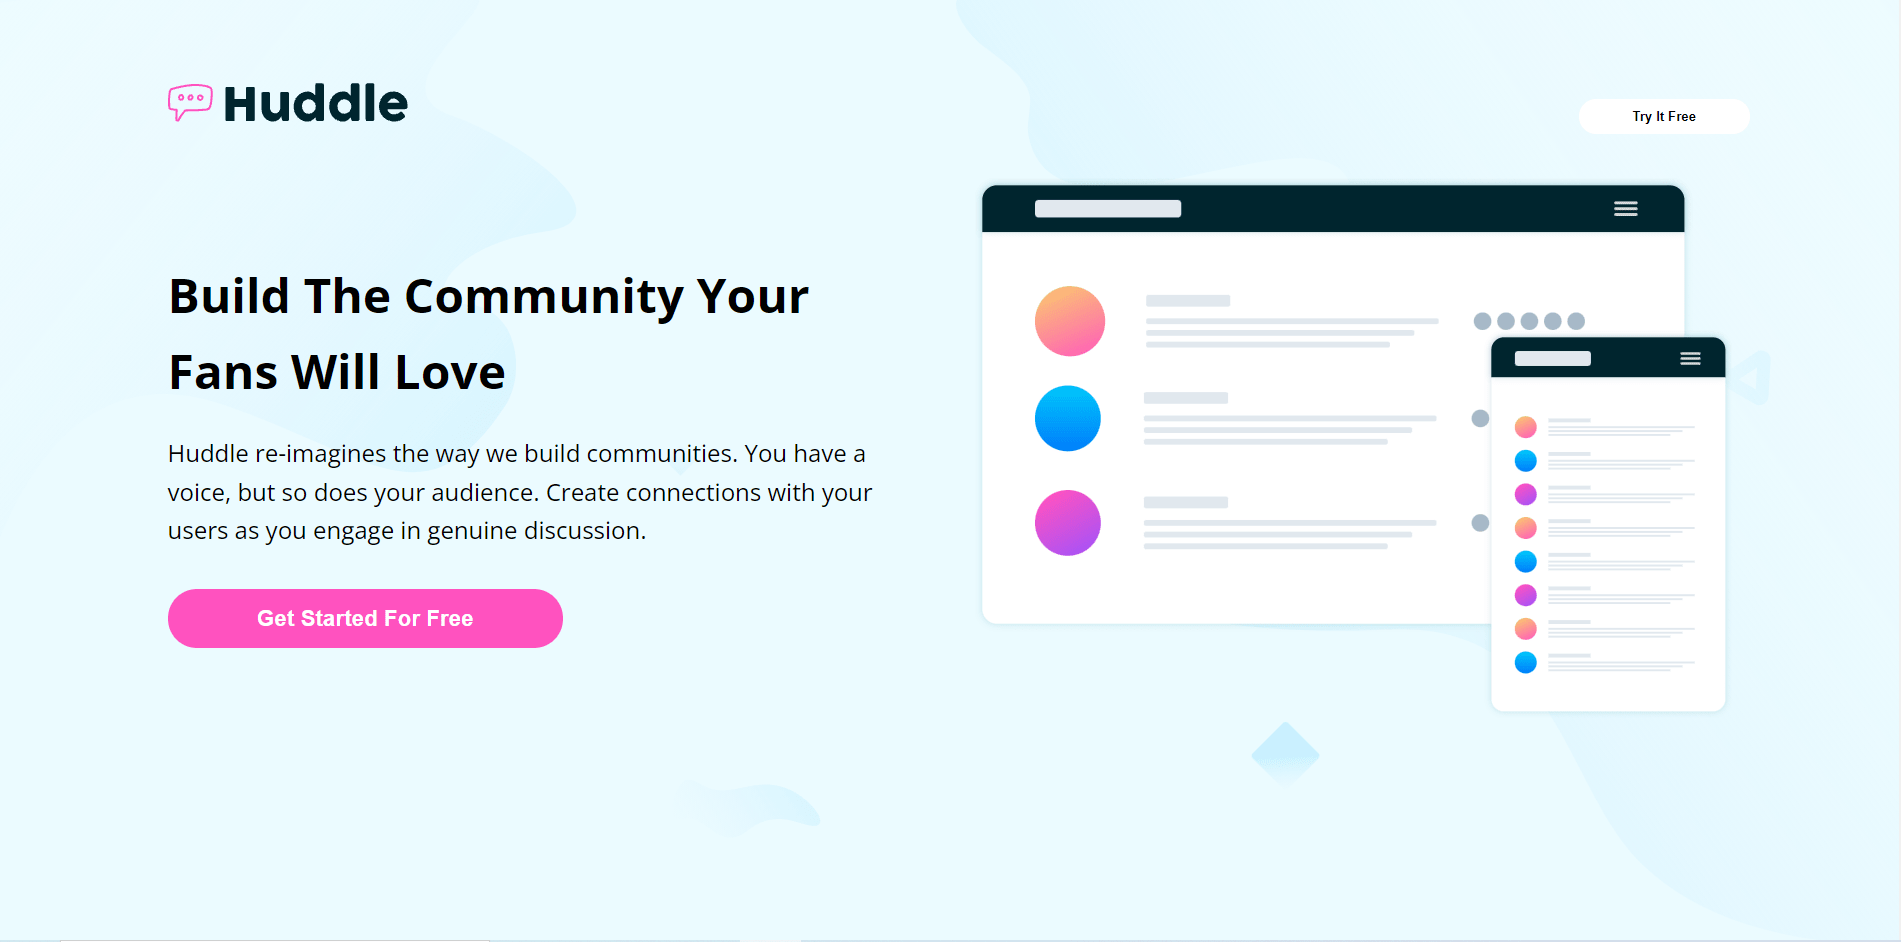 Huddle
Try It Free
Build The Community Your
Fans Will Love
Huddle re-imagines the way we build communities. You have a
voice, but so does your audience. Create connections with your
users as you engage in genuine discussion.
Get Started For Free